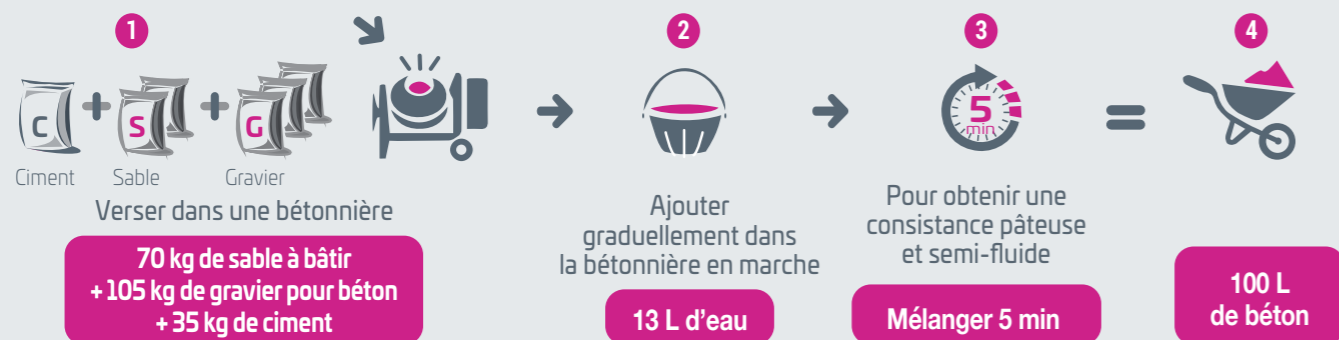 1
C
S
G
Ciment
Sable
Gravier
Verser dans une bétonnière
70 kg de sable à bâtir
+ 105 kg de gravier pour béton
+ 35 kg de ciment
2
Ajouter
graduellement dans
la bétonnière en marche
13 L d'eau
3
5
min
Pour obtenir une
consistance pâteuse
et semi-fluide
Mélanger 5 min
=
4
100 L
de béton